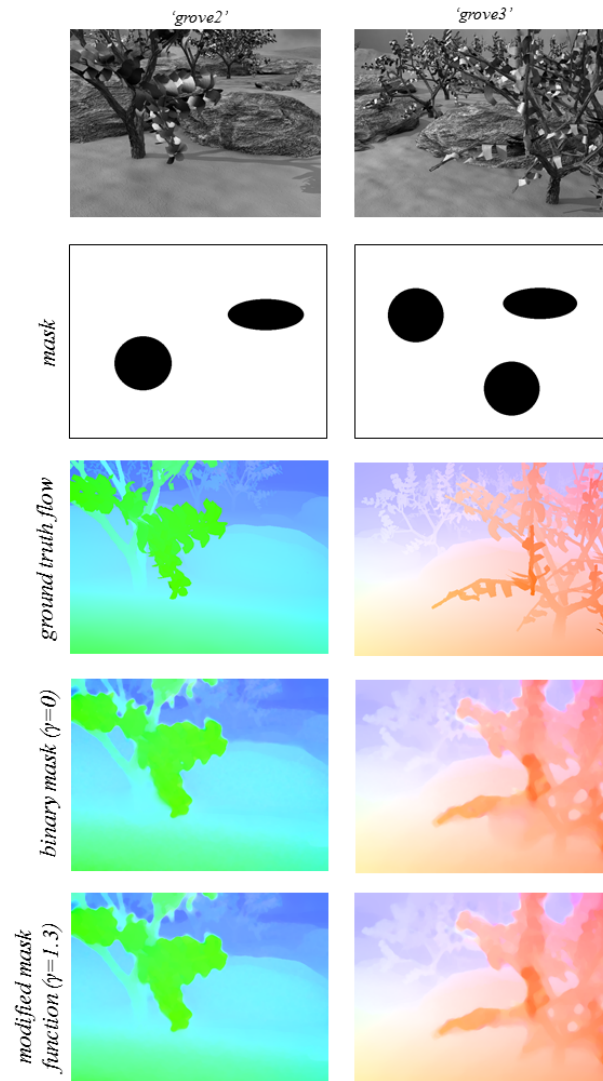 ‘grove2’
‘grove3’
mask
ground truth flow
binary mask (γ=0)
modified mask
function (γ=1.3)